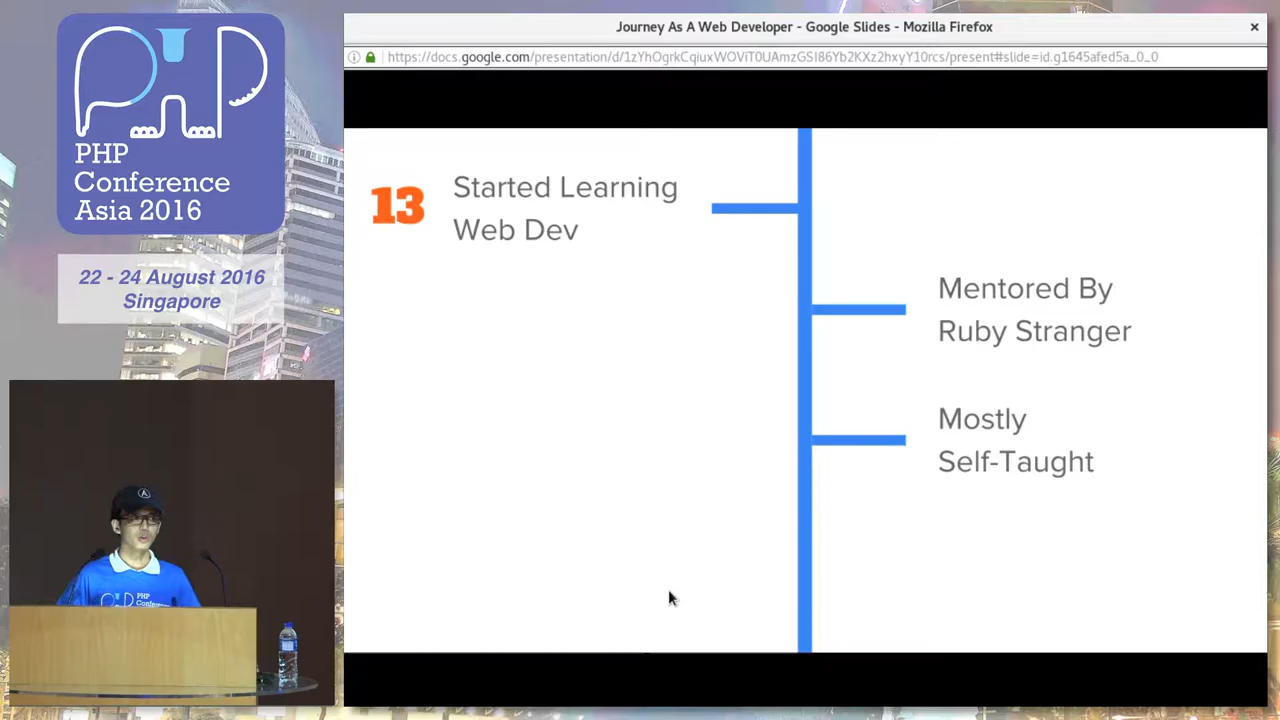 PHP
Conference
Asia 2016
22 - 24 August 2016
Singapore
Journey As A Web Developer - Google Slides - Mozilla Firefox
https://docs.google.com/presentation/d/1zYhOgrkCqiuxWOViT0UAmzGSI86Yb2KXz2hxyY10rcs/present#slide=id.g1645afed5a_0_0
13
Started Learning
Web Dev
Mentored By
Ruby Stranger
Mostly
Self-Taught
PHP
Conference